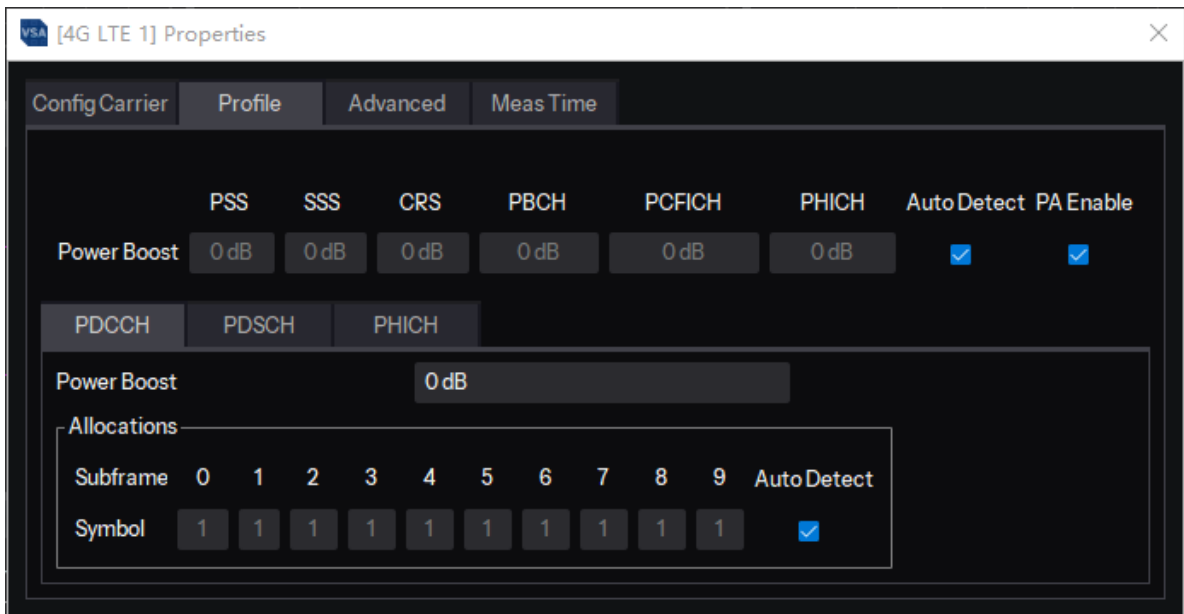 VSA [4G LTE 1] Properties
Config Carrier Profile Advanced Meas Time
PSS SSS CRS PBCH PCFICH PHICH Auto Detect PA Enable
Power Boost 0 dB 0 dB 0 dB 0 dB 0 dB 0 dB
PDCCH PDSCH PHICH
Power Boost 0 dB
Allocations
Subframe 0 1 2 3 4 5 6 7 8 9 Auto Detect
Symbol 1 1 1 1 1 1 1 1 1 1